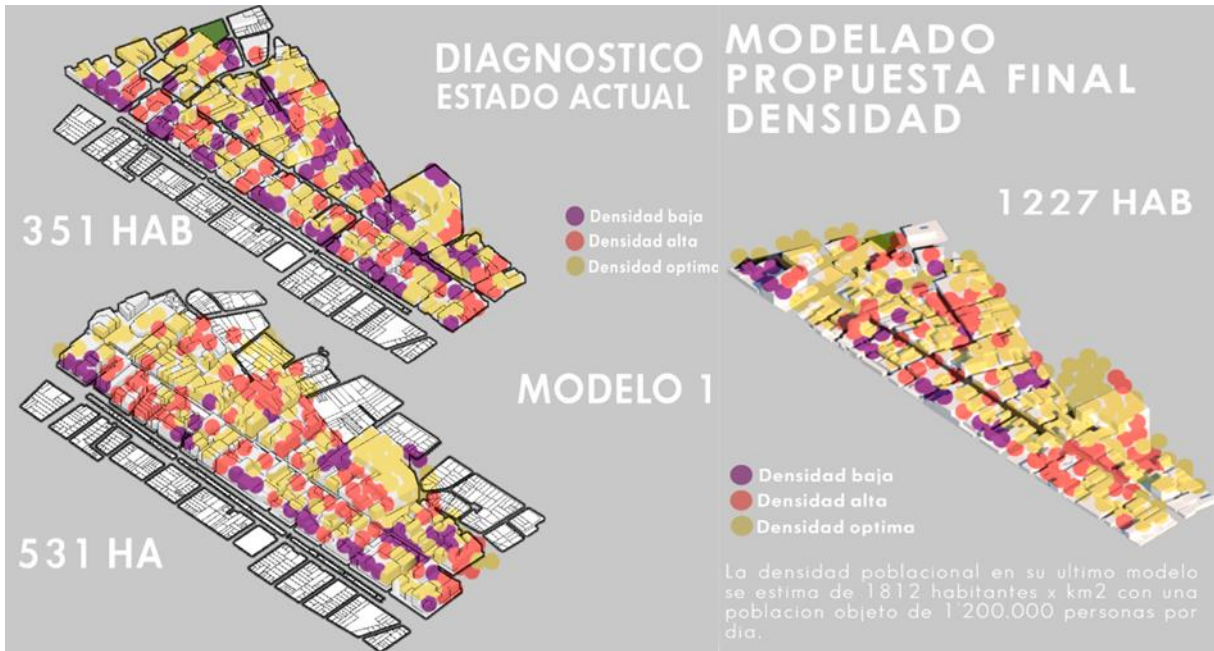 DIAGNOSTICO
ESTADO ACTUAL
351 HAB
Densidad baja
Densidad alta
Densidad optima
MODELO 1
531 HA
MODELADO
PROPUESTA FINAL
DENSIDAD
1227 HAB
Densidad baja
Densidad alta
Densidad optima
La densidad poblacional en su ultimo modelo
se estima de 1812 habitantes x km2 con una
poblacion objeto de 1'200.000 personas por
dia.